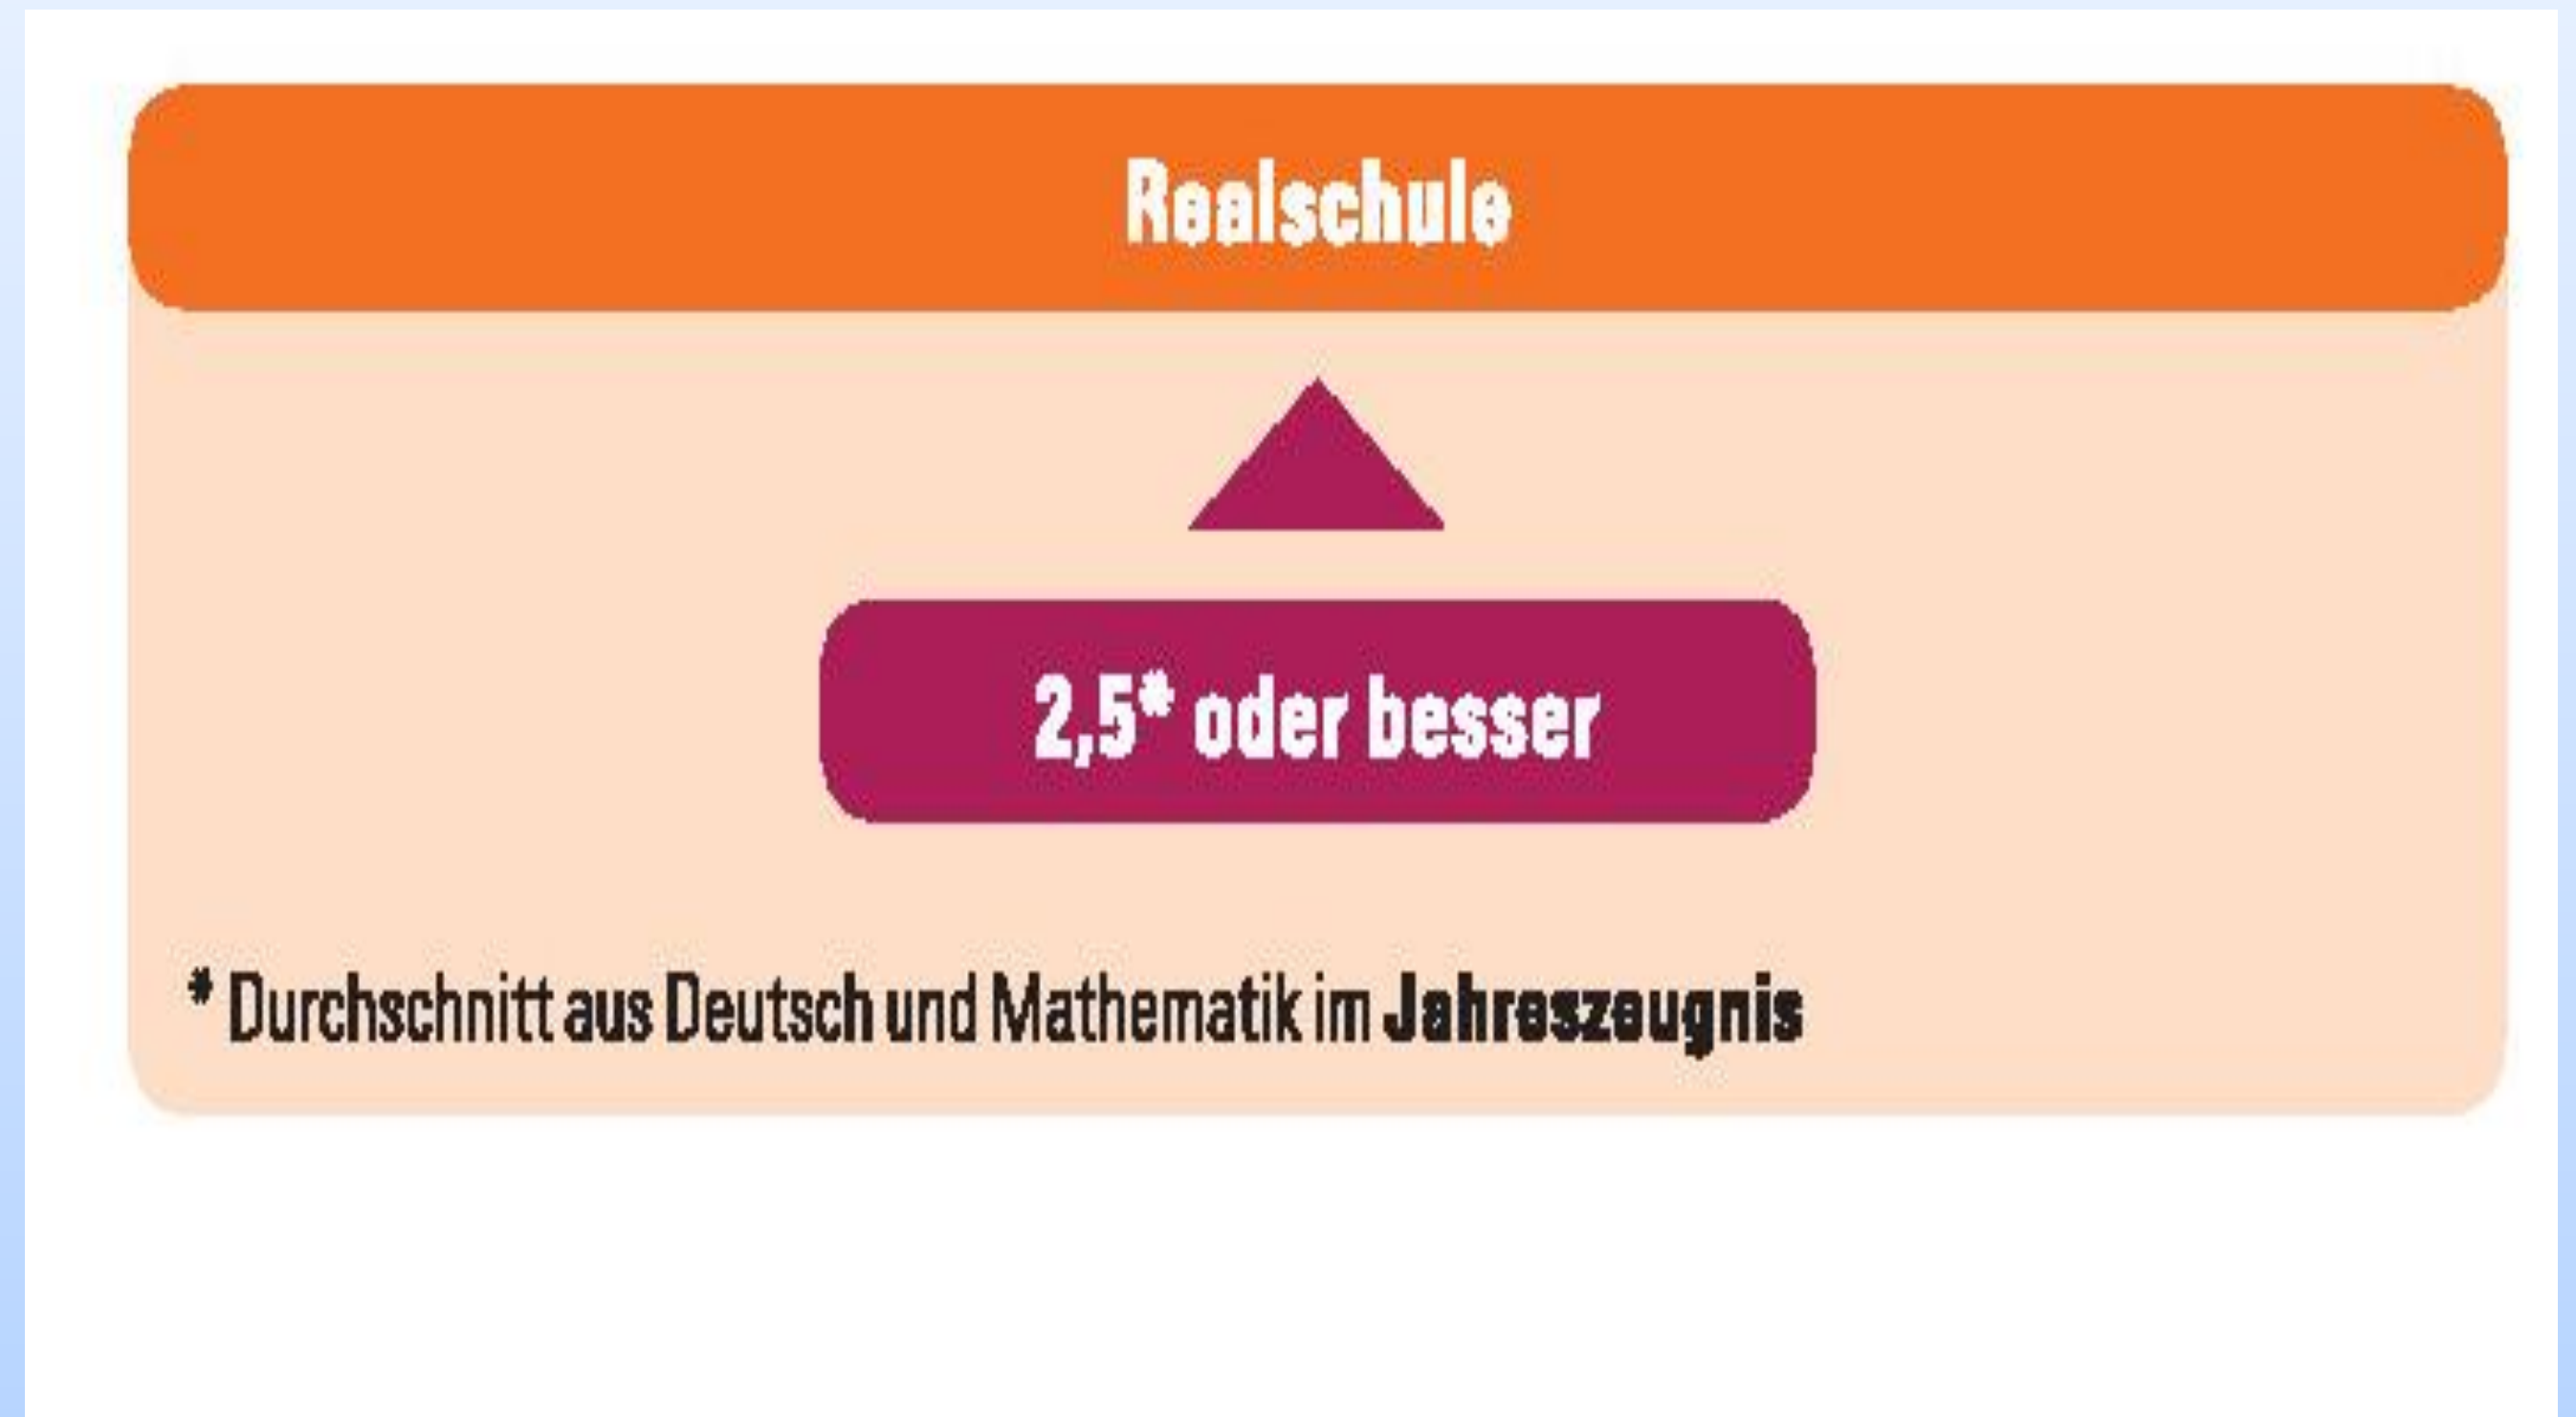 Realschule
2,5* oder besser
* Durchschnitt aus Deutsch und Mathematik im Jahreszeugnis